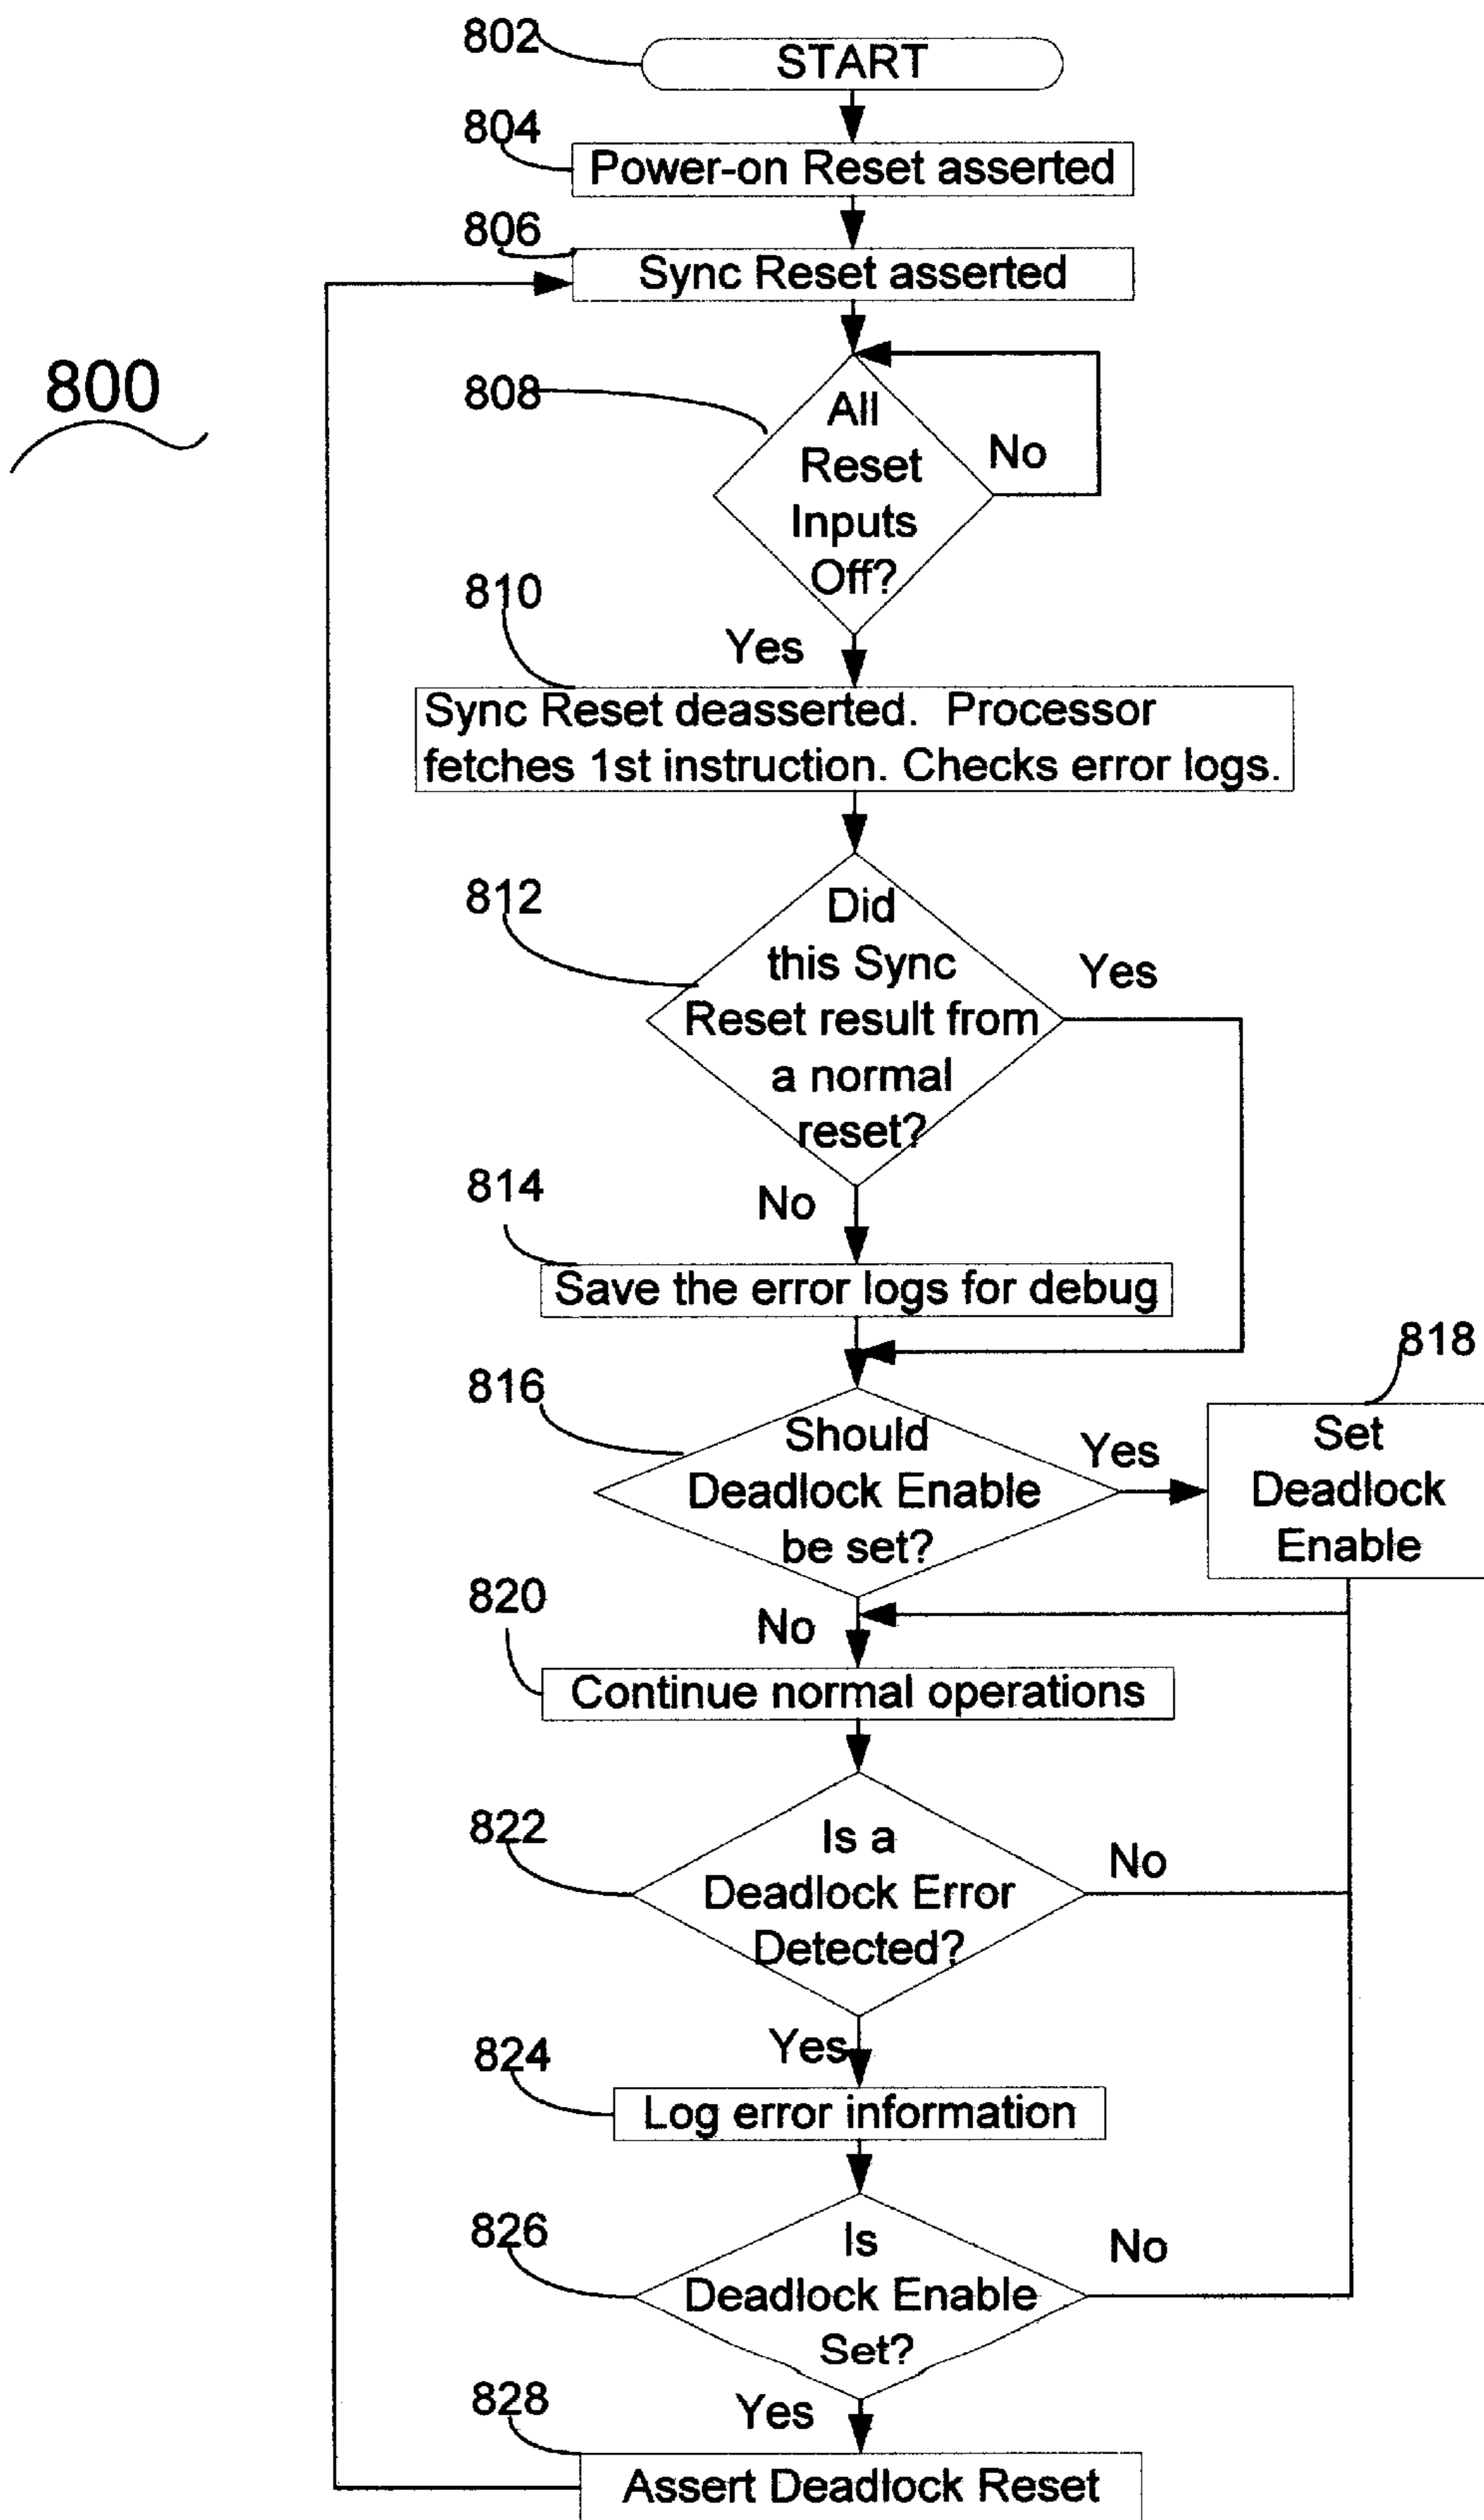 802
START
804
Power-on Reset asserted
806
Sync Reset asserted
800
808
All
Reset
Inputs
Off?
No
810
Yes
Sync Reset deasserted. Processor
fetches 1st instruction. Checks error logs.
812
Did
this Sync
Reset result from
a normal
reset?
Yes
814
No
Save the error logs for debug
816
Should
Deadlock Enable
be set?
Yes
818
Set
Deadlock
Enable
820
No
Continue normal operations
822
Is a
Deadlock Error
Detected?
No
824
Yes
Log error information
826
Is
Deadlock Enable
Set?
No
828
Yes
Assert Deadlock Reset